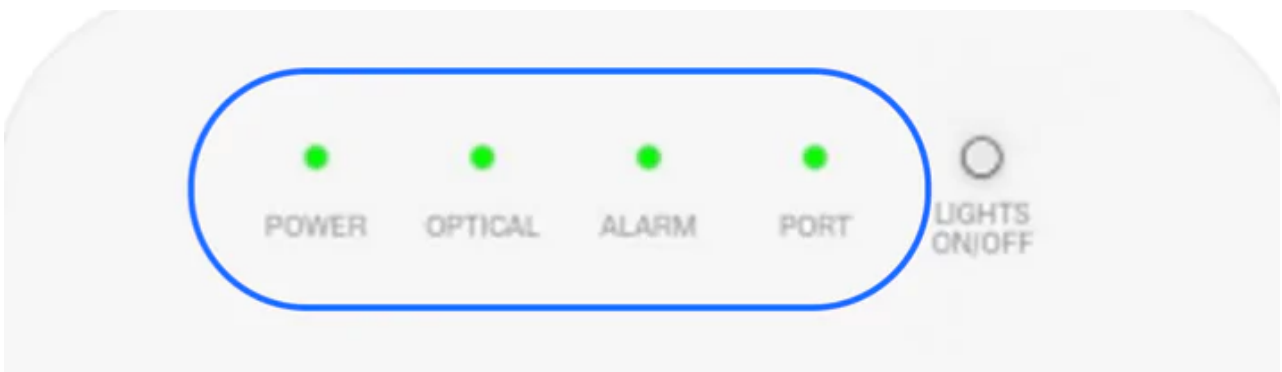 POWER
OPTICAL
ALARM
PORT
LIGHTS
ON/OFF